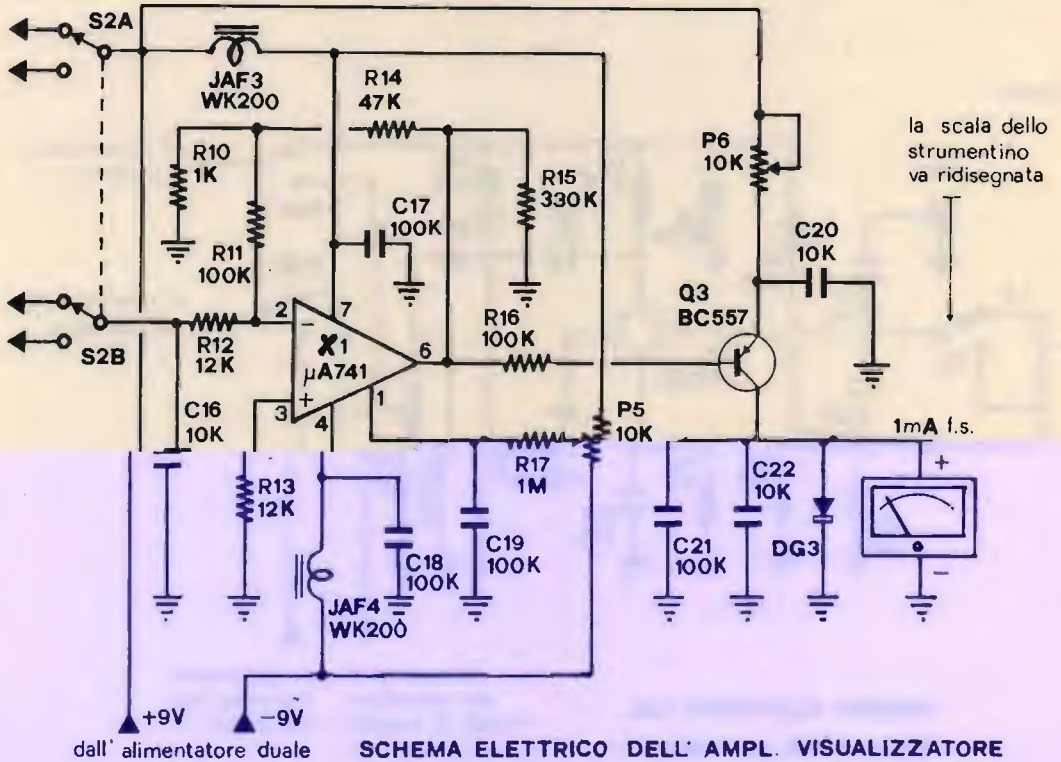 S2A
JAF3
WK200
R14
47K
R10
1K
R11
100K
C17
100K
R15
330K
P6
10K
la scala dello
strumentino
va ridisegnata
C20
10K
Q3
BC557
S2B
R12
12K
2
7
-
X1
µA741
+
3
4
6
1
R16
100K
C16
10K
P5
10K
R17
1M
1mA f.s.
+
-
R13
12K
C18
100K
C19
100K
C21
100K
C22
10K
DG3
JAF4
WK200
+9V
-9V
dall' alimentatore duale
SCHEMA ELETTRICO DELL' AMPL. VISUALIZZATORE